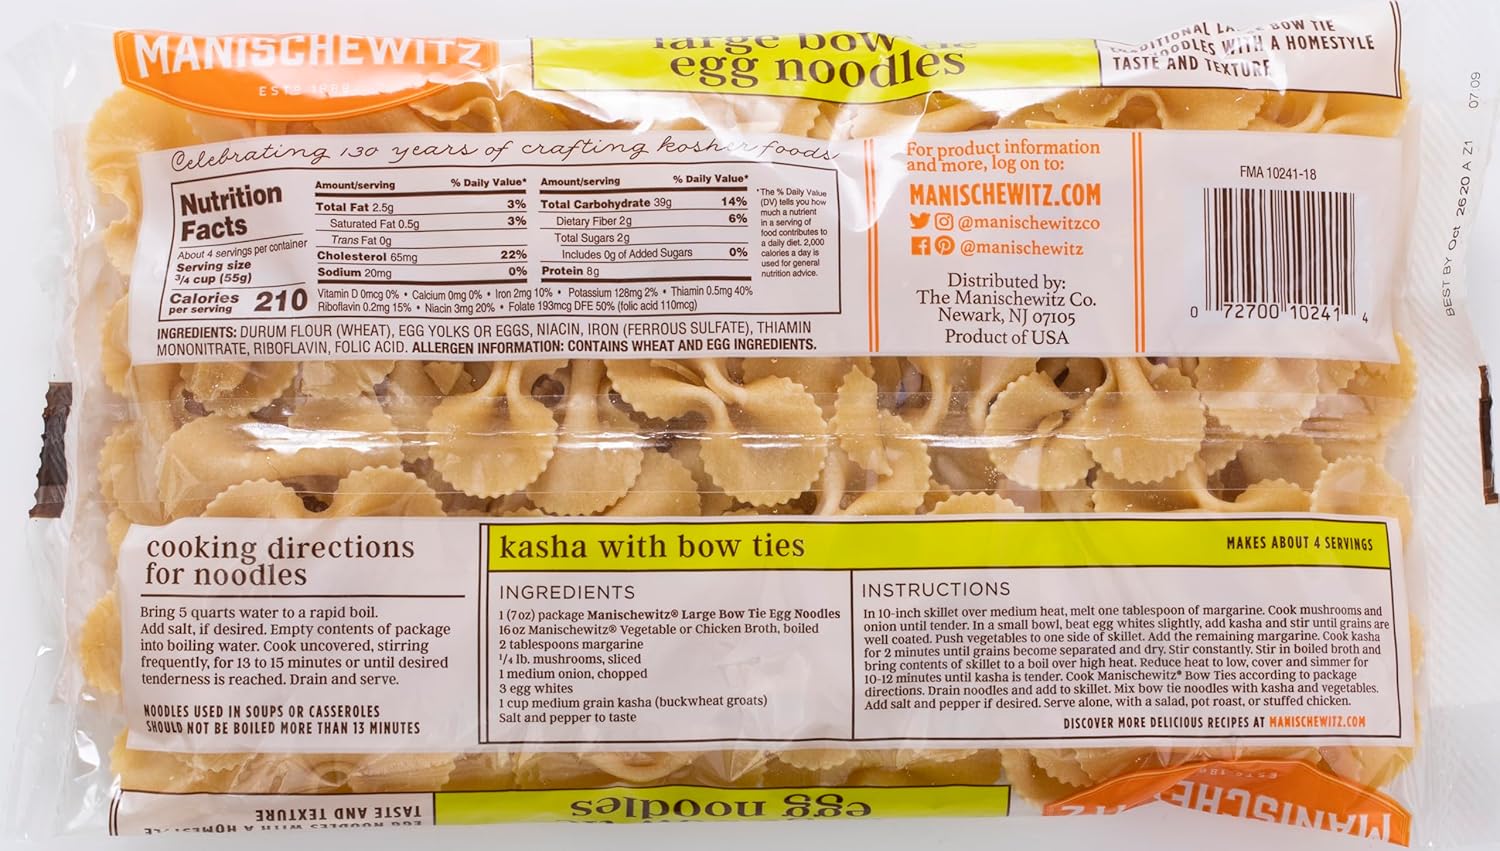 MANISCHEWITZ
ESTD 1888
large bow tie
egg noodles
TRADITIONAL LARGE BOW TIE
NOODLES WITH A HOMESTYLE
TASTE AND TEXTURE
Celebrating 130 years of crafting kosher foods
Nutrition
Facts
About 4 servings per container
Serving size
3/4 cup (55g)
Calories
per serving 210
Amount/serving % Daily Value*
Total Fat 2.5g 3%
Saturated Fat 0.5g 3%
Trans Fat 0g
Cholesterol 65mg 22%
Sodium 20mg 0%
Amount/serving % Daily Value*
Total Carbohydrate 39g 14%
Dietary Fiber 2g 6%
Total Sugars 2g
Includes 0g of Added Sugars 0%
Protein 8g
Vitamin D 0mcg 0% • Calcium 0mg 0% • Iron 2mg 10% • Potassium 128mg 2% • Thiamin 0.5mg 40%
Riboflavin 0.2mg 15% • Niacin 3mg 20% • Folate 193mcg DFE 50% (folic acid 110mcg)
*The % Daily Value
(DV) tells you how
much a nutrient
in a serving of
food contributes to
a daily diet. 2,000
calories a day is
used for general
nutrition advice.
INGREDIENTS: DURUM FLOUR (WHEAT), EGG YOLKS OR EGGS, NIACIN, IRON (FERROUS SULFATE), THIAMIN
MONONITRATE, RIBOFLAVIN, FOLIC ACID. ALLERGEN INFORMATION: CONTAINS WHEAT AND EGG INGREDIENTS.
For product information
and more, log on to:
MANISCHEWITZ.COM
@manischewitzco
@manischewitz
Distributed by:
The Manischewitz Co.
Newark, NJ 07105
Product of USA
FMA 10241-18
0 72700 10241 4
BEST BY Oct 2620 A Z1 07:09
cooking directions
for noodles
Bring 5 quarts water to a rapid boil.
Add salt, if desired. Empty contents of package
into boiling water. Cook uncovered, stirring
frequently, for 13 to 15 minutes or until desired
tenderness is reached. Drain and serve.
NOODLES USED IN SOUPS OR CASSEROLES
SHOULD NOT BE BOILED MORE THAN 13 MINUTES
kasha with bow ties
MAKES ABOUT 4 SERVINGS
INGREDIENTS
1 (7oz) package Manischewitz® Large Bow Tie Egg Noodles
16 oz Manischewitz® Vegetable or Chicken Broth, boiled
2 tablespoons margarine
1/4 lb. mushrooms, sliced
1 medium onion, chopped
3 egg whites
1 cup medium grain kasha (buckwheat groats)
Salt and pepper to taste
INSTRUCTIONS
In 10-inch skillet over medium heat, melt one tablespoon of margarine. Cook mushrooms and
onion until tender. In a small bowl, beat egg whites slightly, add kasha and stir until grains are
well coated. Push vegetables to one side of skillet. Add the remaining margarine. Cook kasha
for 2 minutes until grains become separated and dry. Stir constantly. Stir in boiled broth and
bring contents of skillet to a boil over high heat. Reduce heat to low, cover and simmer for
10-12 minutes until kasha is tender. Cook Manischewitz® Bow Ties according to package
directions. Drain noodles and add to skillet. Mix bow tie noodles with kasha and vegetables.
Add salt and pepper if desired. Serve alone, with a salad, pot roast, or stuffed chicken.
DISCOVER MORE DELICIOUS RECIPES AT MANISCHEWITZ.COM
TASTE AND TEXTURE
EGG NOODLES WITH A HOMESTYLE
egg noodles
MANISCHEWITZ